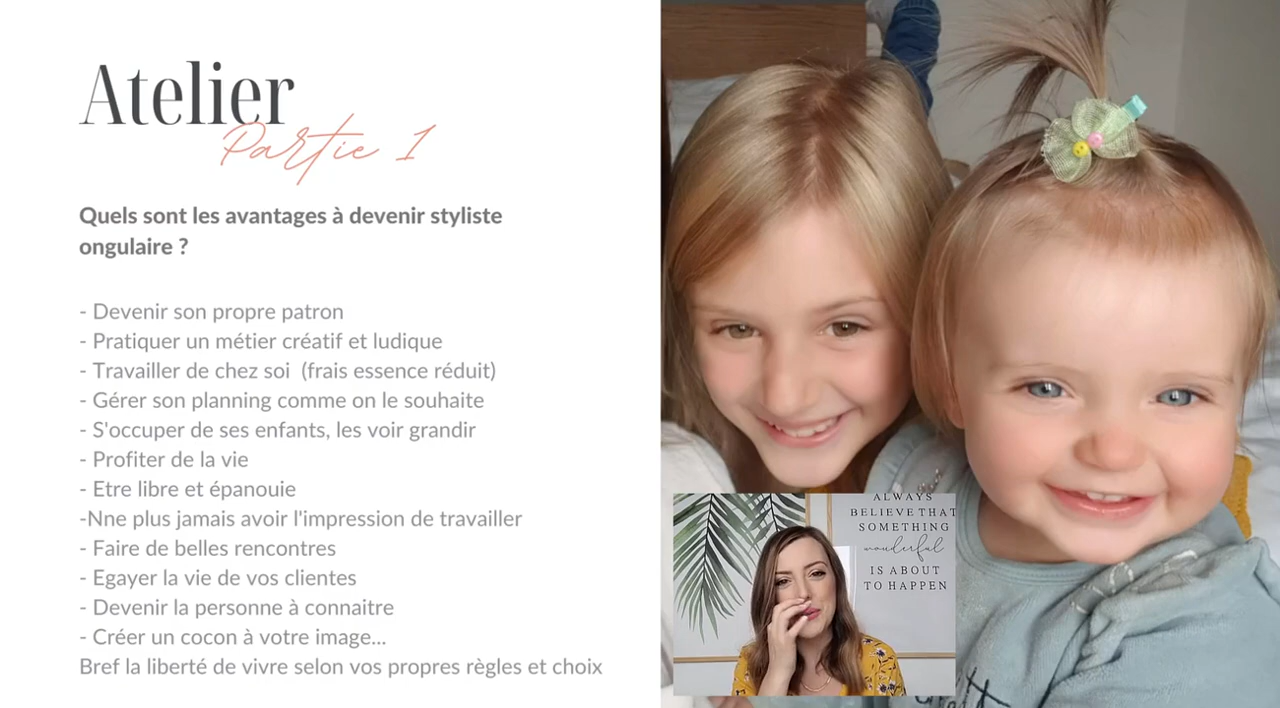 Atelier
Partie 1
Quels sont les avantages à devenir styliste
ongulaire ?
- Devenir son propre patron
- Pratiquer un métier créatif et ludique
- Travailler de chez soi  (frais essence réduit)
- Gérer son planning comme on le souhaite
- S'occuper de ses enfants, les voir grandir
- Profiter de la vie
- Etre libre et épanouie
-Nne plus jamais avoir l'impression de travailler
- Faire de belles rencontres
- Egayer la vie de vos clientes
- Devenir la personne à connaitre
- Créer un cocon à votre image...
Bref la liberté de vivre selon vos propres règles et choix
ALWAYS
BELIEVE THAT
SOMETHING
wonderful
IS ABOUT
TO HAPPEN